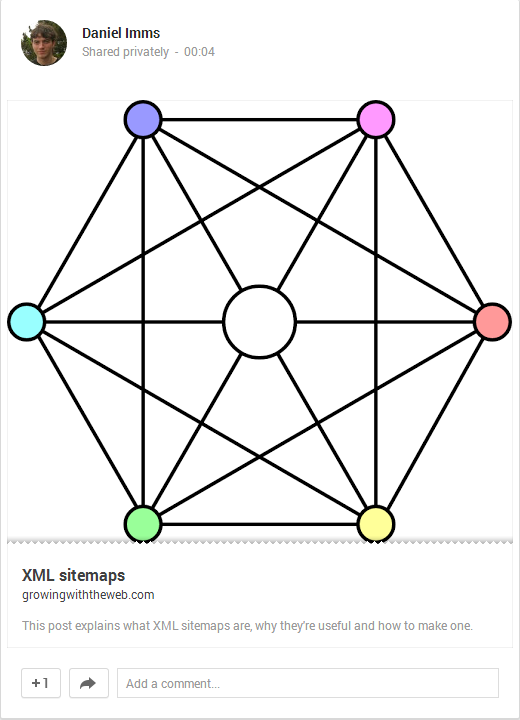 Daniel Imms
Shared privately - 00:04
XML sitemaps
growingwiththeweb.com
This post explains what XML sitemaps are, why they're useful and how to make one.
+1
Add a comment...